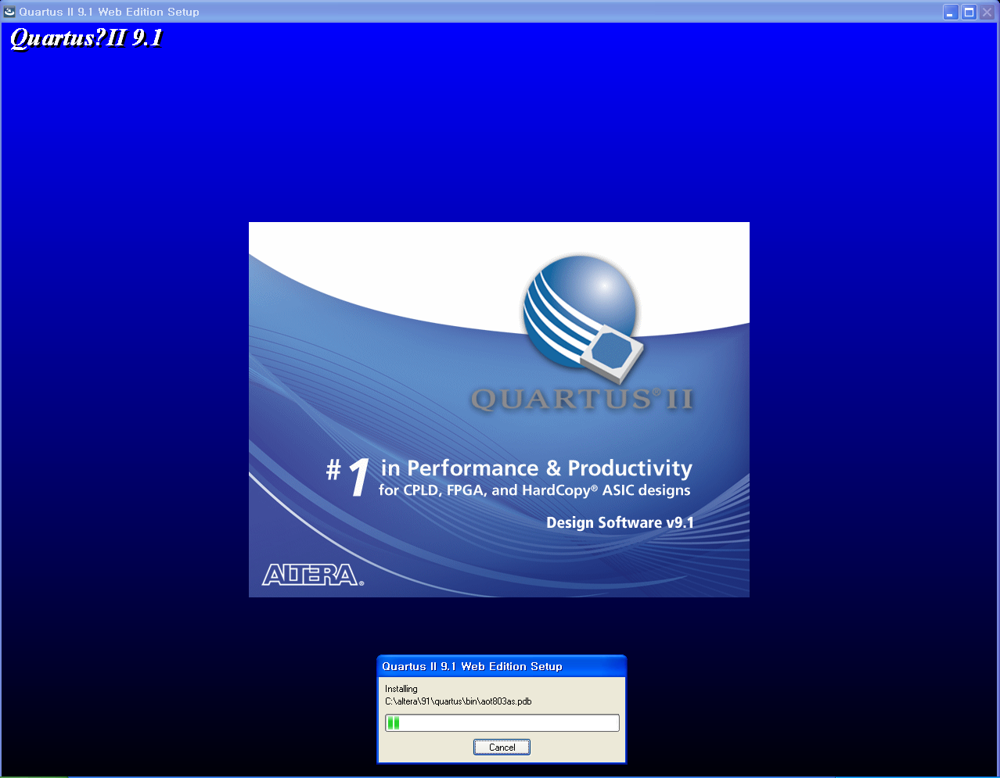 Quartus II 9.1 Web Edition Setup
Quartus?II 9.1
QUARTUS® II
#1 in Performance & Productivity
for CPLD, FPGA, and HardCopy® ASIC designs
Design Software v9.1
ALTERA®
Quartus II 9.1 Web Edition Setup
Installing
C:\altera\91\quartus\bin\aot803as.pdb
Cancel